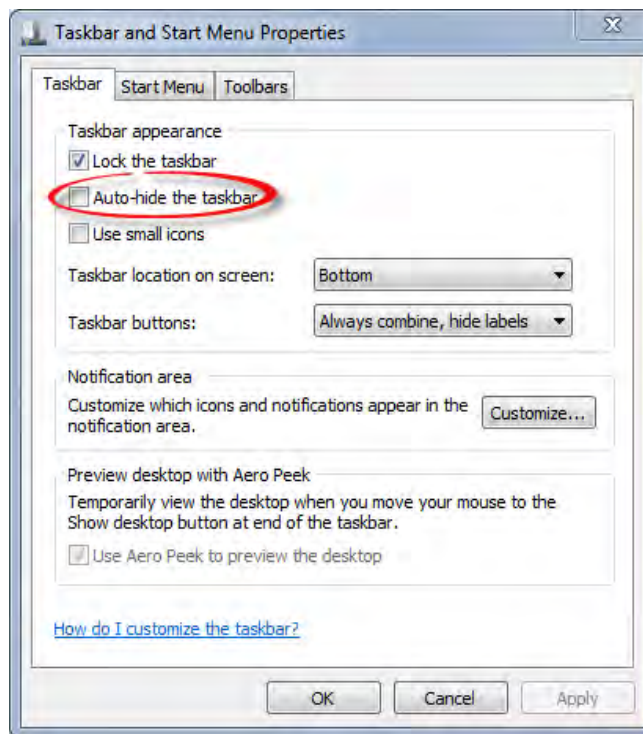 Taskbar and Start Menu Properties
Taskbar
Start Menu
Toolbars
Taskbar appearance
Lock the taskbar
Auto-hide the taskbar
Use small icons
Taskbar location on screen:
Bottom
Taskbar buttons:
Always combine, hide labels
Notification area
Customize which icons and notifications appear in the
notification area.
Customize...
Preview desktop with Aero Peek
Temporarily view the desktop when you move your mouse to the
Show desktop button at end of the taskbar.
Use Aero Peek to preview the desktop
How do I customize the taskbar?
OK
Cancel
Apply